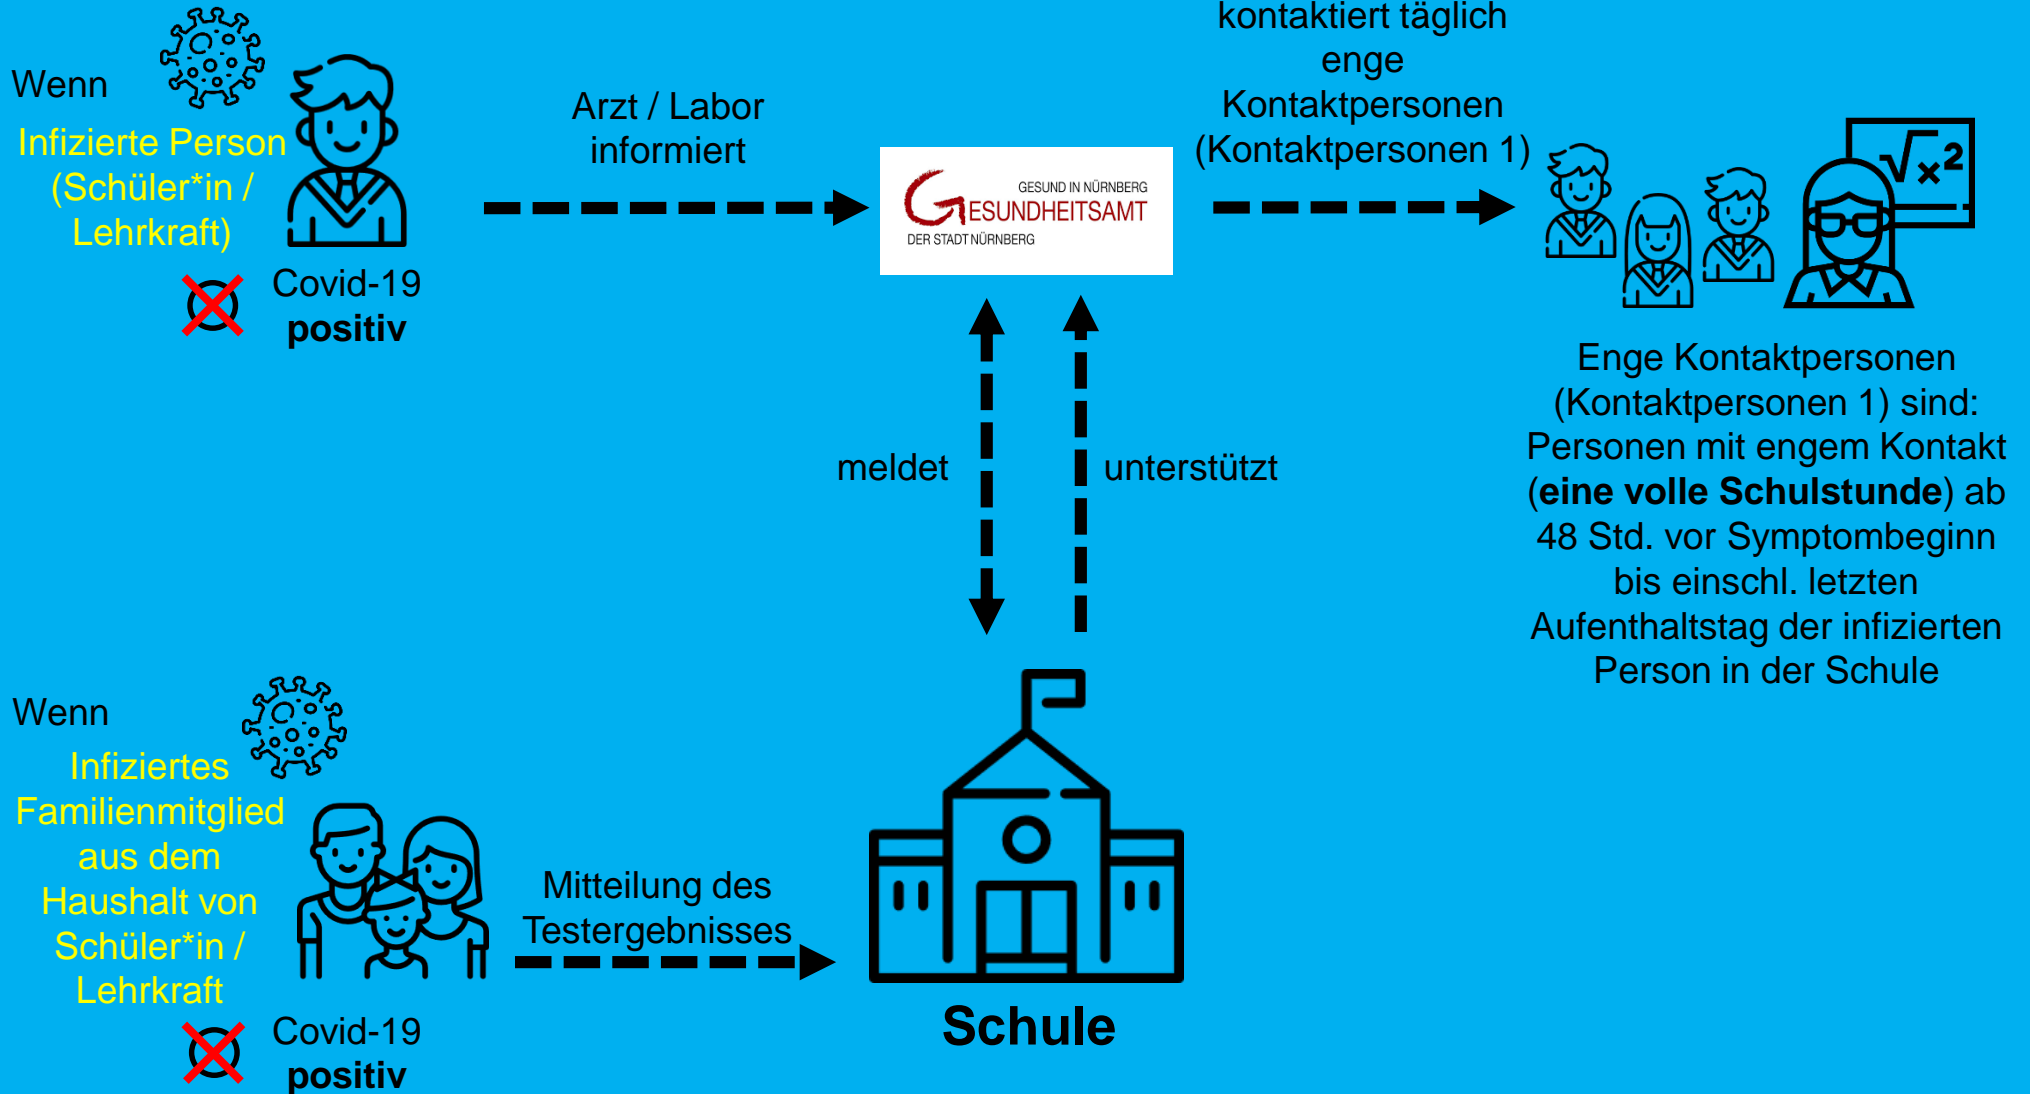 Wenn
Infizierte Person
(Schüler*in /
Lehrkraft)
Covid-19
positiv
Arzt / Labor
informiert
GESUND IN NÜRNBERG
GESUNDHEITSAMT
DER STADT NÜRNBERG
kontaktiert täglich
enge
Kontaktpersonen
(Kontaktpersonen 1)
√x²
Enge Kontaktpersonen
(Kontaktpersonen 1) sind:
Personen mit engem Kontakt
(eine volle Schulstunde) ab
48 Std. vor Symptombeginn
bis einschl. letzten
Aufenthaltstag der infizierten
Person in der Schule
meldet
unterstützt
Wenn
Infiziertes
Familienmitglied
aus dem
Haushalt von
Schüler*in /
Lehrkraft
Covid-19
positiv
Mitteilung des
Testergebnisses
Schule